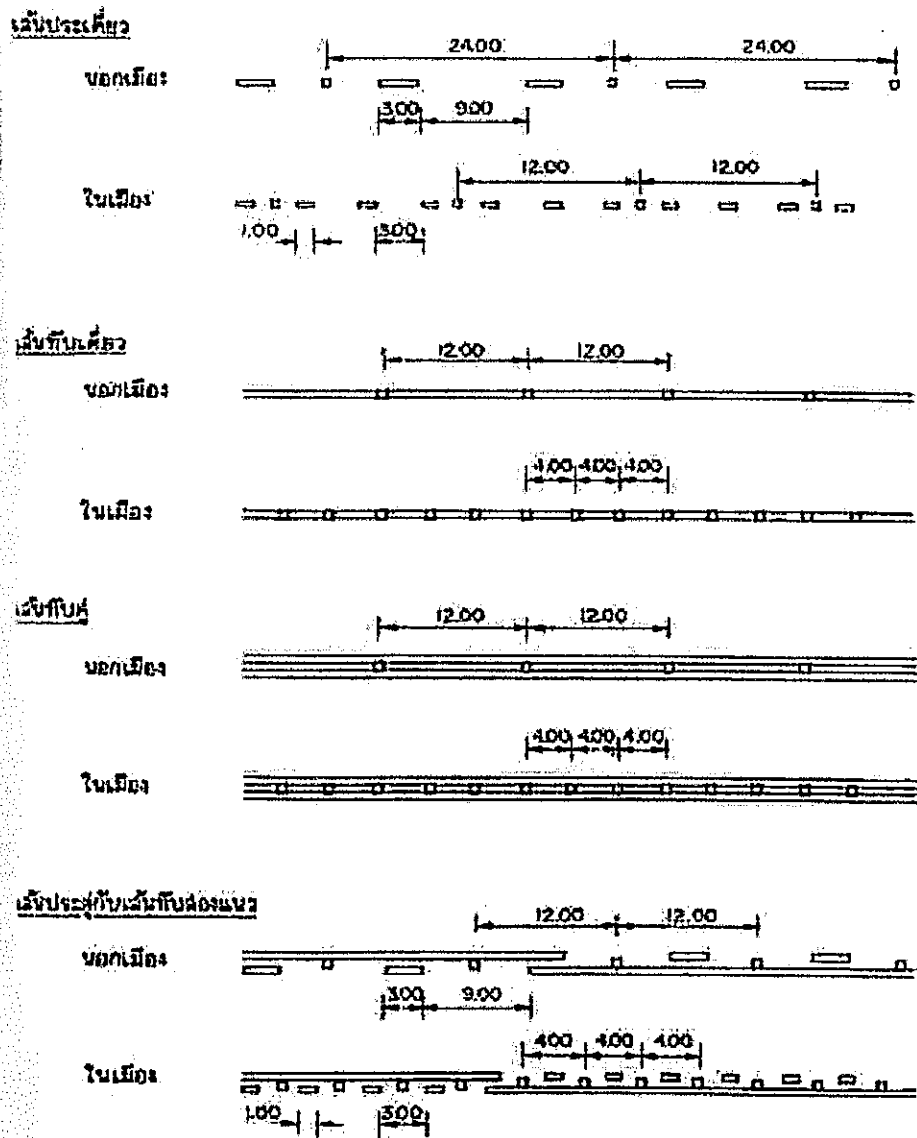 เส้นประเดี่ยว
24.00 24.00
นอกเมือง
3.00 9.00
12.00 12.00
ในเมือง
1.00 3.00
เส้นทึบเดี่ยว
12.00 12.00
นอกเมือง
4.00 4.00 4.00
ในเมือง
เส้นทึบคู่
12.00 12.00
นอกเมือง
4.00 4.00 4.00
ในเมือง
เส้นประคู่กับเส้นทึบสองแนว
12.00 12.00
นอกเมือง
3.00 9.00
4.00 4.00 4.00
ในเมือง
1.00 3.00